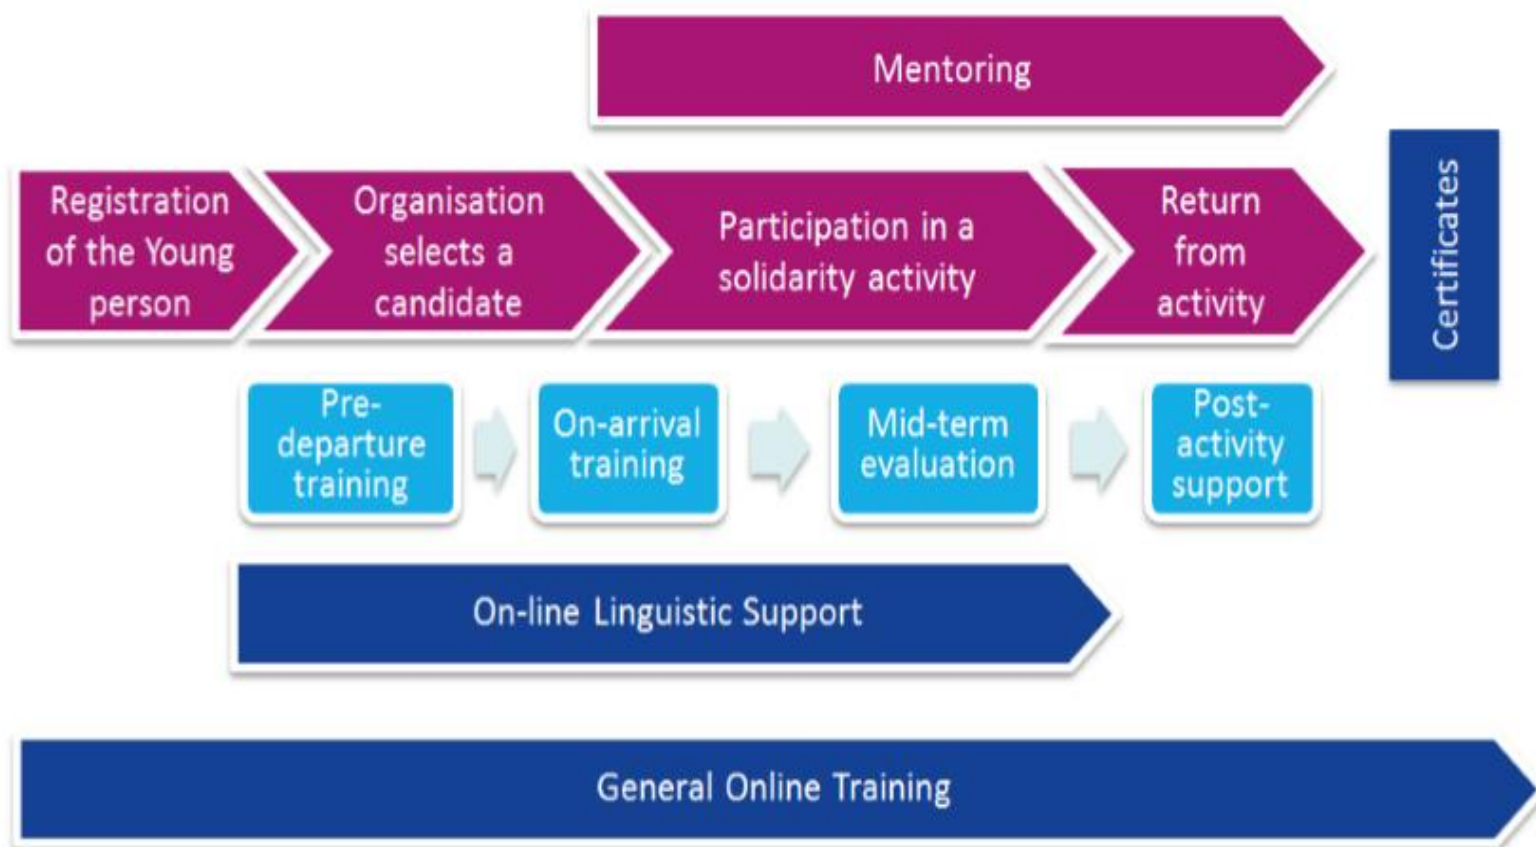 Mentoring
Registration
of the Young
person
Organisation
selects a
candidate
Participation in a
solidarity activity
Return
from
activity
Certificates
Pre-
departure
training
On-arrival
training
Mid-term
evaluation
Post-
activity
support
On-line Linguistic Support
General Online Training